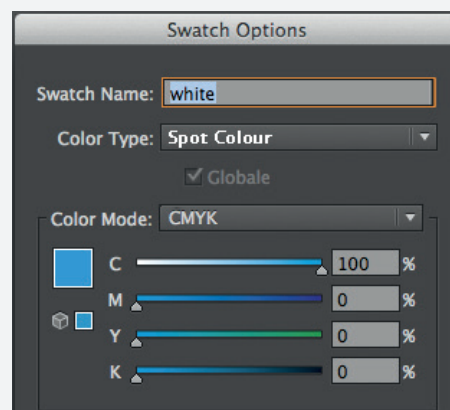 Swatch Options
Swatch Name: white
Color Type: Spot Colour
Globale
Color Mode: CMYK
C 100 %
M 0 %
Y 0 %
K 0 %